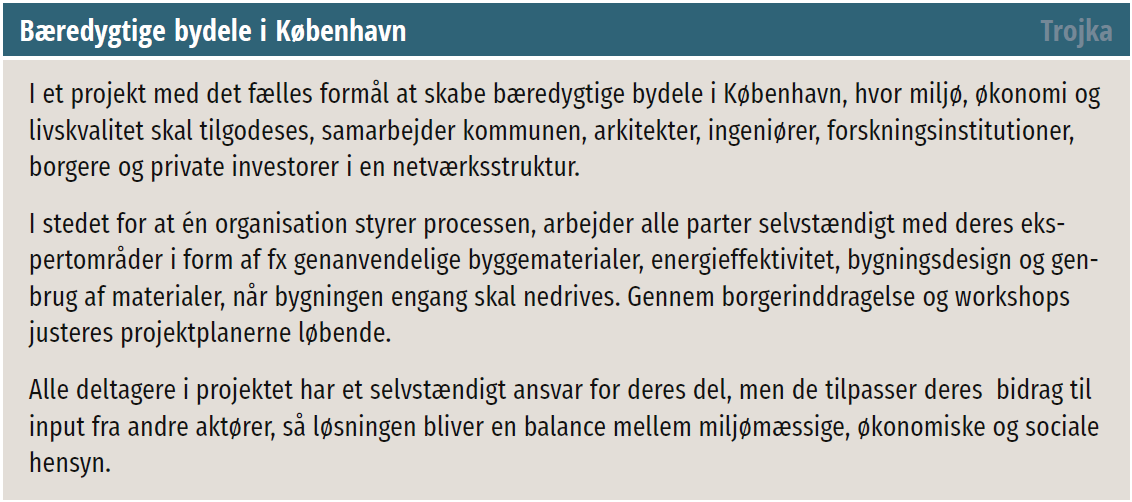 Bæredygtige bydele i København Trojka
I et projekt med det fælles formål at skabe bæredygtige bydele i København, hvor miljø, økonomi og
livskvalitet skal tilgodeses, samarbejder kommunen, arkitekter, ingeniører, forskningsinstitutioner,
borgere og private investorer i en netværksstruktur.
I stedet for at én organisation styrer processen, arbejder alle parter selvstændigt med deres eks-
pertområder i form af fx genanvendelige byggematerialer, energieffektivitet, bygningsdesign og gen-
brug af materialer, når bygningen engang skal nedrives. Gennem borgerinddragelse og workshops
justeres projektplanerne løbende.
Alle deltagere i projektet har et selvstændigt ansvar for deres del, men de tilpasser deres  bidrag til
input fra andre aktører, så løsningen bliver en balance mellem miljømæssige, økonomiske og sociale
hensyn.